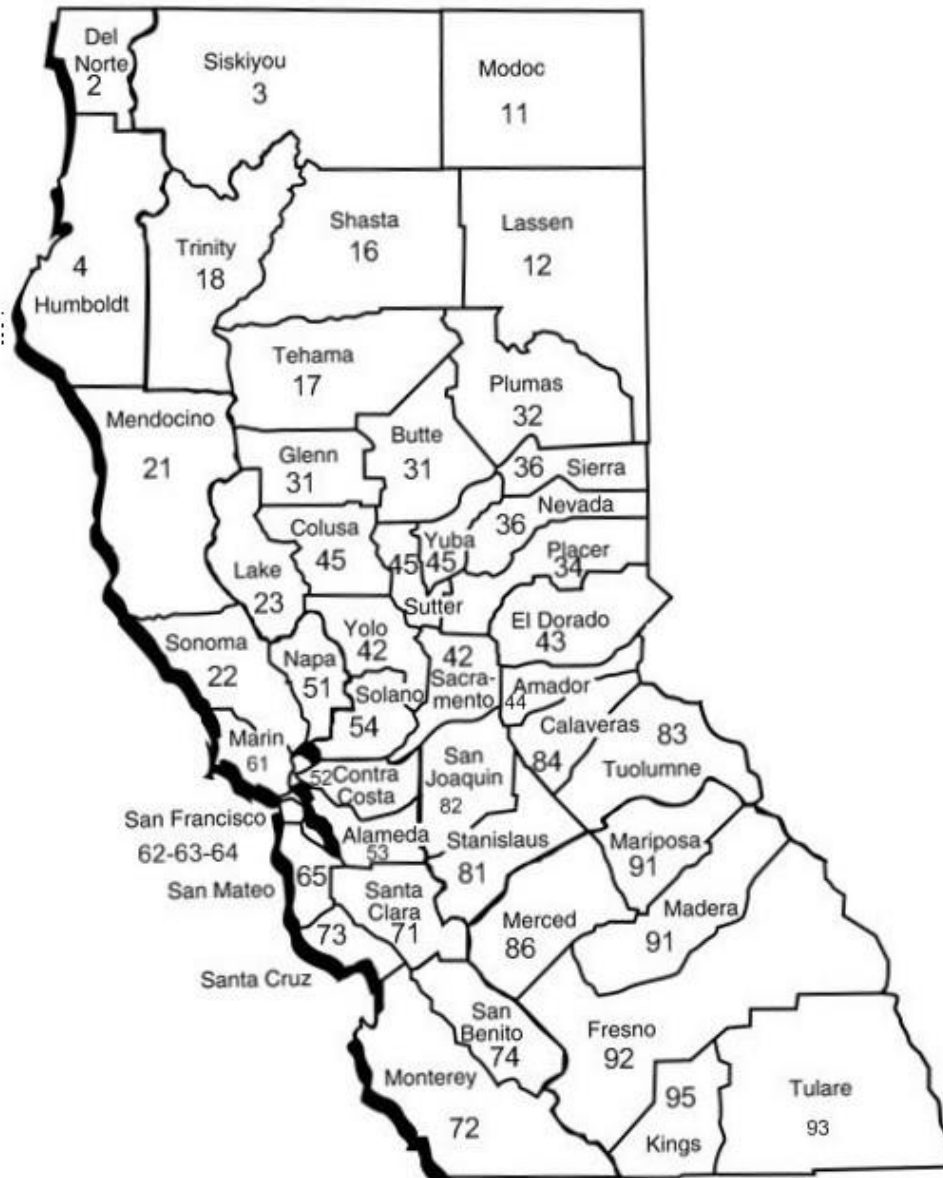 Del
Norte
2
Siskiyou
3
Modoc
11
4
Humboldt
Trinity
18
Shasta
16
Lassen
12
Tehama
17
Plumas
32
Mendocino
21
Glenn
31
Butte
31
36 Sierra
Nevada
36
Colusa
45
Lake
23
45
Sutter
Yuba
45
Placer
34
El Dorado
43
Sonoma
22
Napa
51
Yolo
42
42
Sacra-
mento
Solano
54
Amador
44
Calaveras
84
83
Tuolumne
Marin
61
52 Contra
Costa
San
Joaquin
82
San Francisco
62-63-64
Alameda
53
Stanislaus
81
Mariposa
91
San Mateo
65
Santa
Clara
71
Merced
86
Madera
91
73
Santa Cruz
San
Benito
74
Fresno
92
Monterey
72
95
Kings
Tulare
93